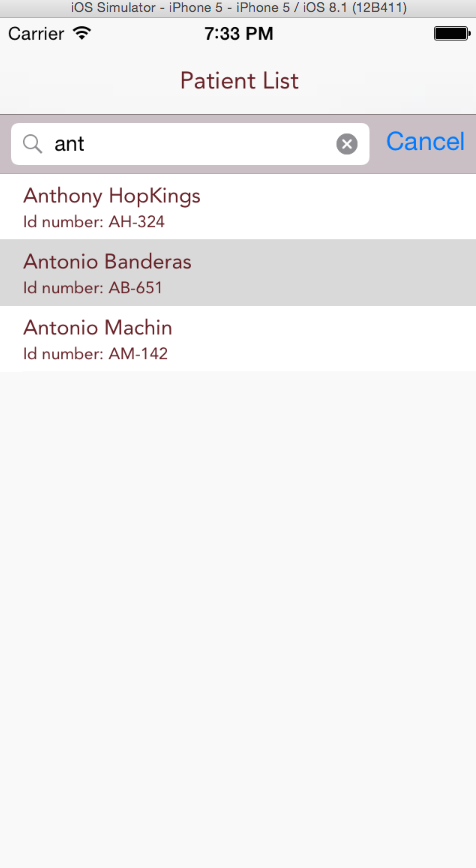 iOS Simulator - iPhone 5 - iPhone 5 / iOS 8.1 (12B411)
Carrier 7:33 PM
Patient List
ant Cancel
Anthony HopKings
Id number: AH-324
Antonio Banderas
Id number: AB-651
Antonio Machin
Id number: AM-142